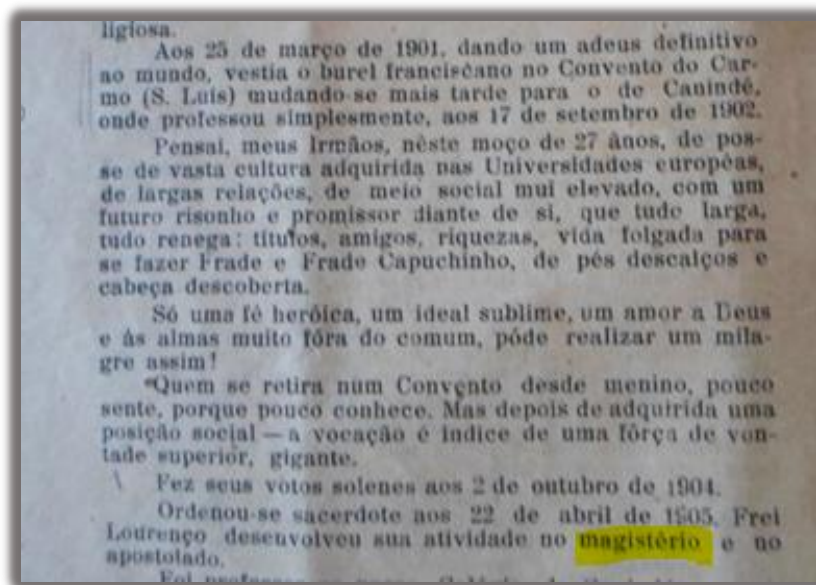 ligiosa.
Aos 25 de março de 1901, dando um adeus definitivo
ao mundo, vestia o burel franciscano no Convento do Car-
mo (S. Luis) mudando-se mais tarde para o de Canindé,
onde professou simplesmente, aos 17 de setembro de 1902.
Pensai, meus Irmãos, nêste moço de 27 ânos, de pos-
se de vasta cultura adquirida nas Universidades européas,
de largas relações, de meio social mui elevado, com um
futuro risonho e promissor diante de si, que tudo larga,
tudo renega: titulos, amigos, riquezas, vida folgada para
se fazer Frade e Frade Capuchinho, de pés descalços e
cabeça descoberta.
Só uma fé heróica, um ideal sublime, um amor a Deus
e ás almas muito fóra do comum, póde realizar um mila-
gre assim!
Quem se retira num Convento desde menino, pouco
sente, porque pouco conhece. Mas depois de adquirida uma
posição social — a vocação é indice de uma fôrça de von-
tade superior, gigante.
Fez seus votos solenes aos 2 de outubro de 1904.
Ordenou-se sacerdote aos 22 de abril de 1905. Frei
Lourenço desenvolveu sua atividade no magistério e no
apostolado.
Foi